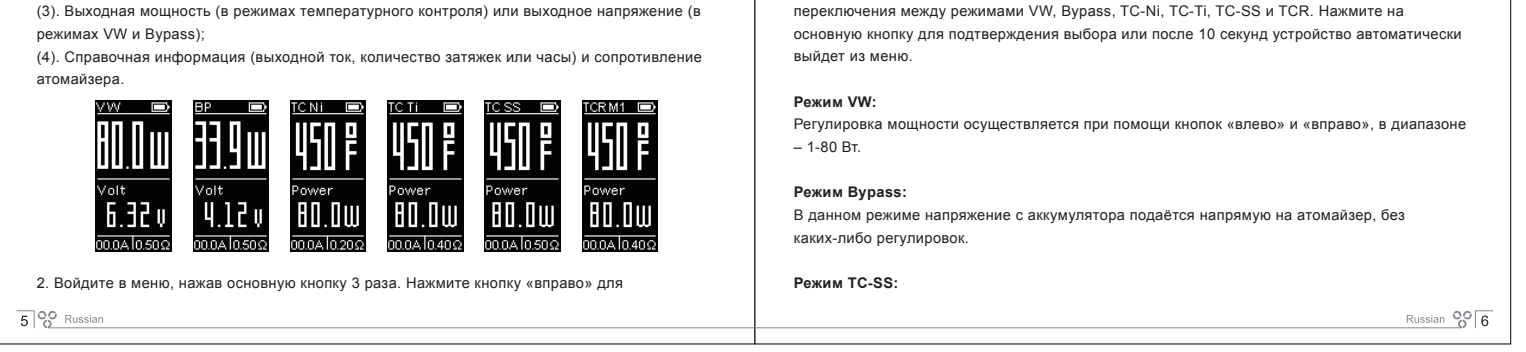 (3). Выходная мощность (в режимах температурного контроля) или выходное напряжение (в
режимах VW и Bypass);
(4). Справочная информация (выходной ток, количество затяжек или часы) и сопротивление
атомайзера.
VW BP TC Ni TC Ti TC SS TCR M1
80.0W 33.9W 450°F 450°F 450°F 450°F
Volt Volt Power Power Power Power
6.32v 4.12v 80.0W 80.0W 80.0W 80.0W
00.0A 0.50Ω 00.0A 0.50Ω 00.0A 0.20Ω 00.0A 0.40Ω 00.0A 0.50Ω 00.0A 0.40Ω
2. Войдите в меню, нажав основную кнопку 3 раза. Нажмите кнопку «вправо» для
5 Russian
переключения между режимами VW, Bypass, TC-Ni, TC-Ti, TC-SS и TCR. Нажмите на
основную кнопку для подтверждения выбора или после 10 секунд устройство автоматически
выйдет из меню.
Режим VW:
Регулировка мощности осуществляется при помощи кнопок «влево» и «вправо», в диапазоне
– 1-80 Вт.
Режим Bypass:
В данном режиме напряжение с аккумулятора подаётся напрямую на атомайзер, без
каких-либо регулировок.
Режим TC-SS:
Russian 6